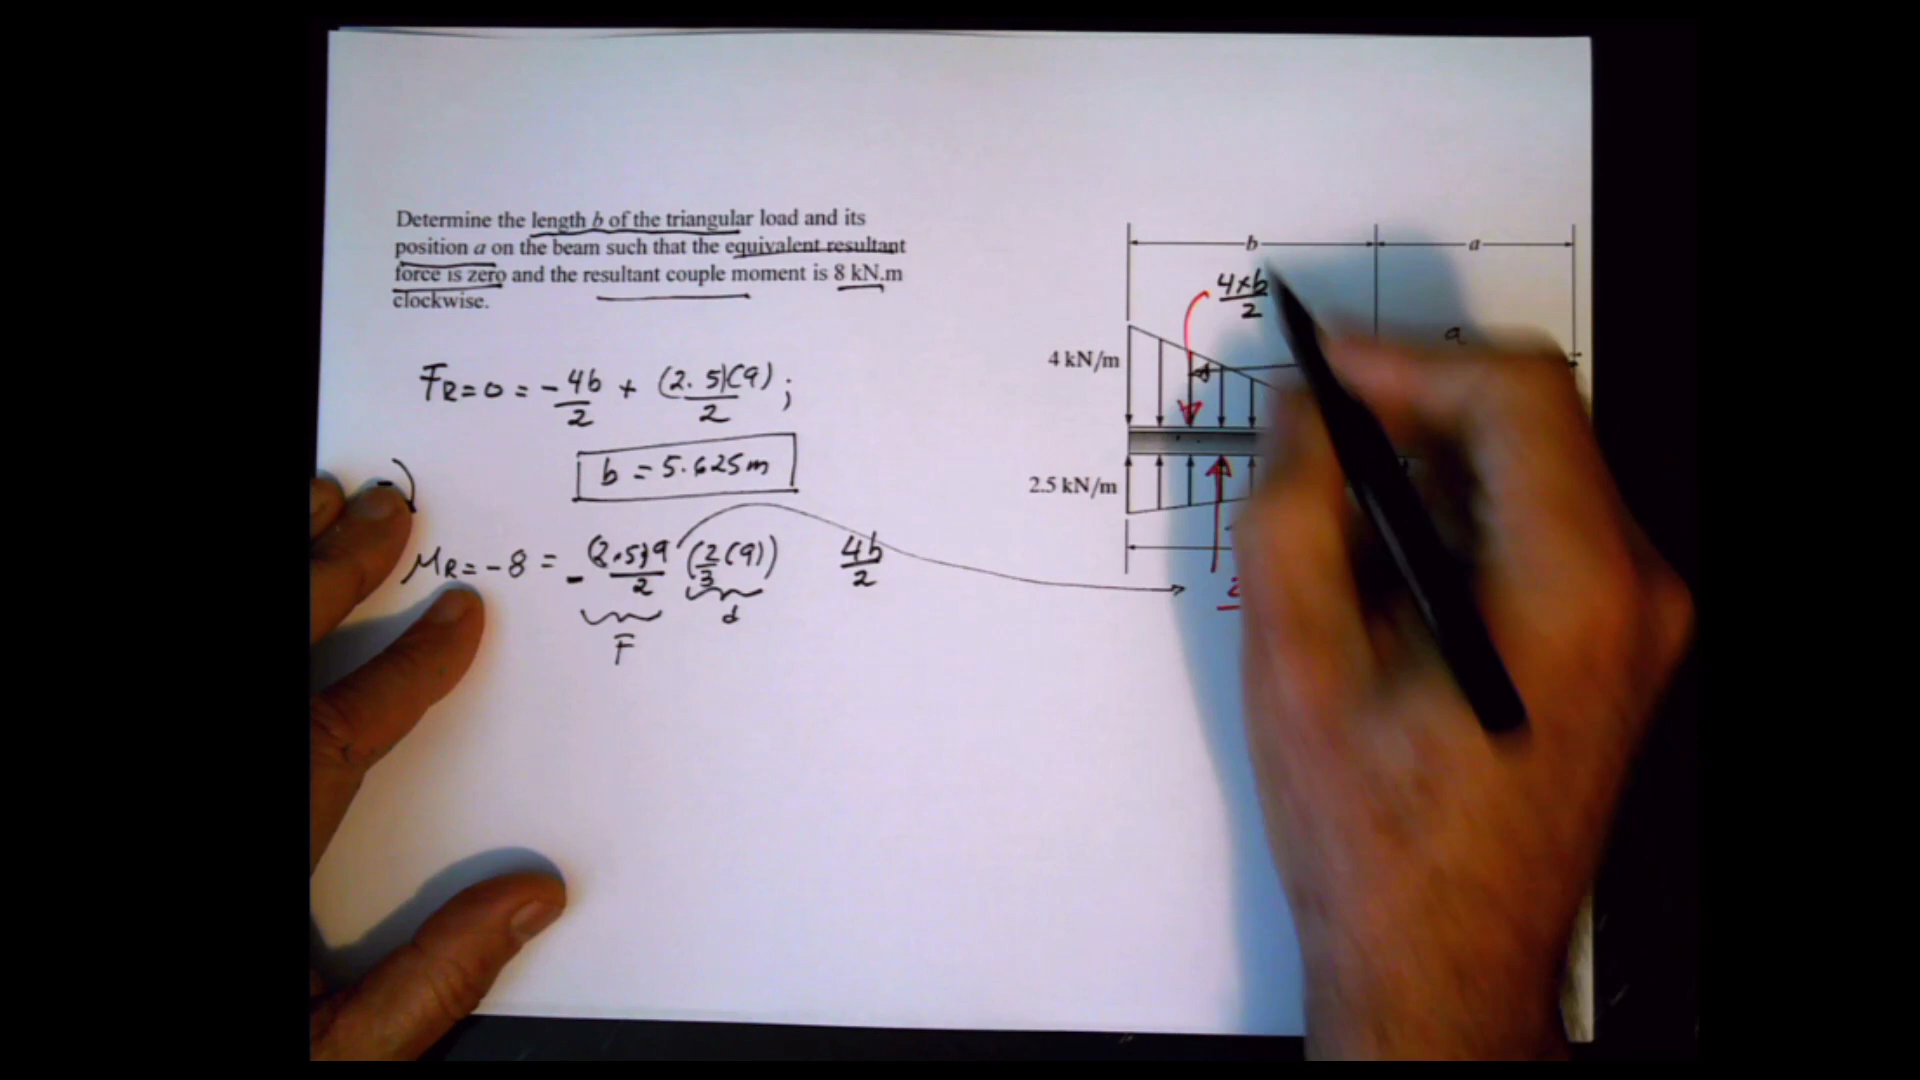 Determine the length b of the triangular load and its
position a on the beam such that the equivalent resultant
force is zero and the resultant couple moment is 8 kN.m
clockwise.
F_R = 0 = - 4b/2 + (2.5)(9)/2 ;
b = 5.625m
-
M_R = -8 = - (2.5)9/2 (2/3 (9)) 4b/2
F d
b a
4×b/2
a
4 kN/m
2.5 kN/m